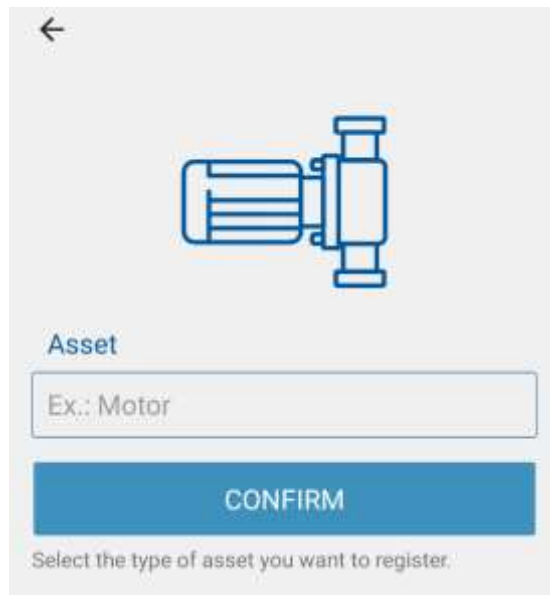 Asset
Ex.: Motor
CONFIRM
Select the type of asset you want to register.